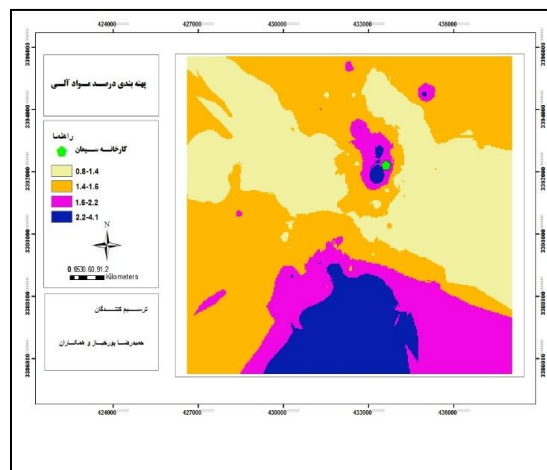 424000 427000 430000 433000 436000
پهنه بندی درصد مواد آلی
راهنما
کارخانه سیمان
0.8-1.4
1.4-1.6
1.6-2.2
2.2-4.1
N
Kilometers
ترسیم کنندگان
حمیدرضا پورخباز و همکاران
424000 427000 430000 433000 436000